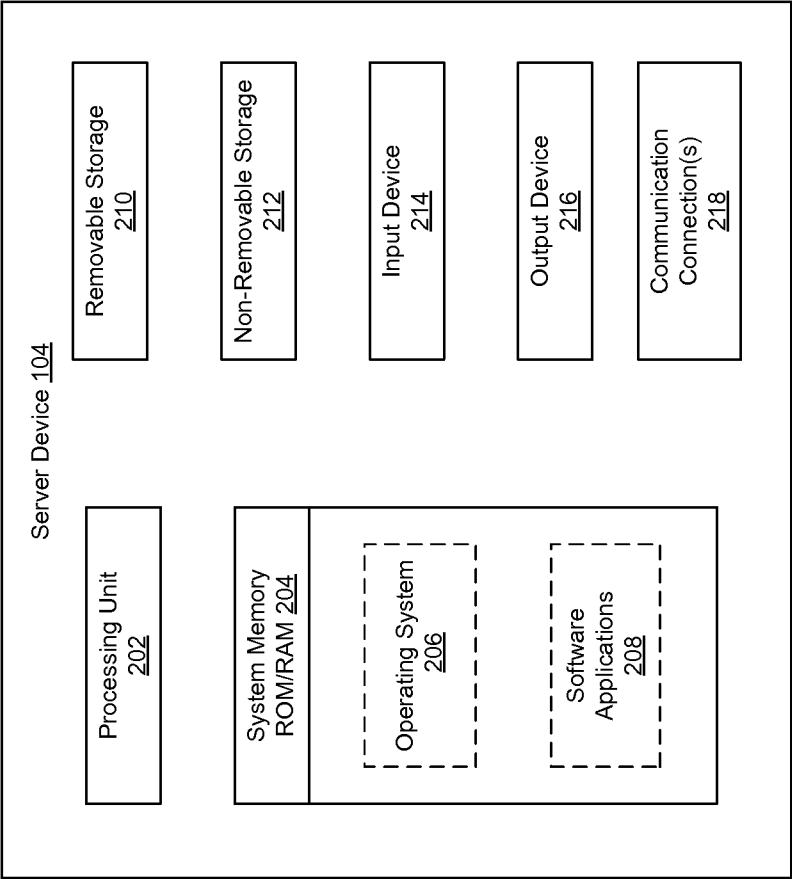 Server Device 104
Processing Unit
202
System Memory
ROM/RAM 204
Operating System
206
Software
Applications
208
Removable Storage
210
Non-Removable Storage
212
Input Device
214
Output Device
216
Communication
Connection(s)
218